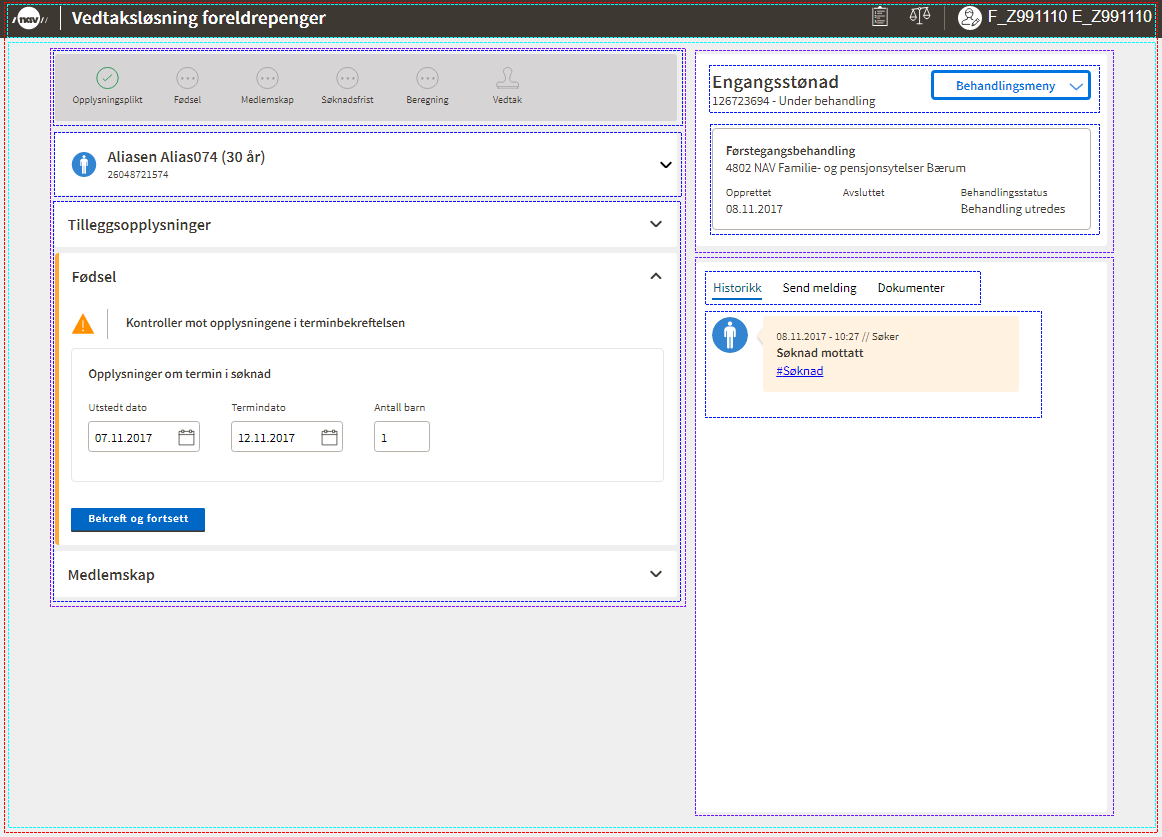 nav
Vedtaksløsning foreldrepenger
F_Z991110 E_Z991110
Opplysningsplikt
Fødsel
Medlemskap
Søknadsfrist
Beregning
Vedtak
Aliasen Alias074 (30 år)
26048721574
Tilleggsopplysninger
Fødsel
Kontroller mot opplysningene i terminbekreftelsen
Opplysninger om termin i søknad
Utstedt dato
Termindato
Antall barn
07.11.2017
12.11.2017
1
Bekreft og fortsett
Medlemskap
Engangsstønad
126723694 - Under behandling
Behandlingsmeny
Førstegangsbehandling
4802 NAV Familie- og pensjonsytelser Bærum
Opprettet
Avsluttet
Behandlingsstatus
08.11.2017
Behandling utredes
Historikk
Send melding
Dokumenter
08.11.2017 - 10:27 // Søker
Søknad mottatt
#Søknad